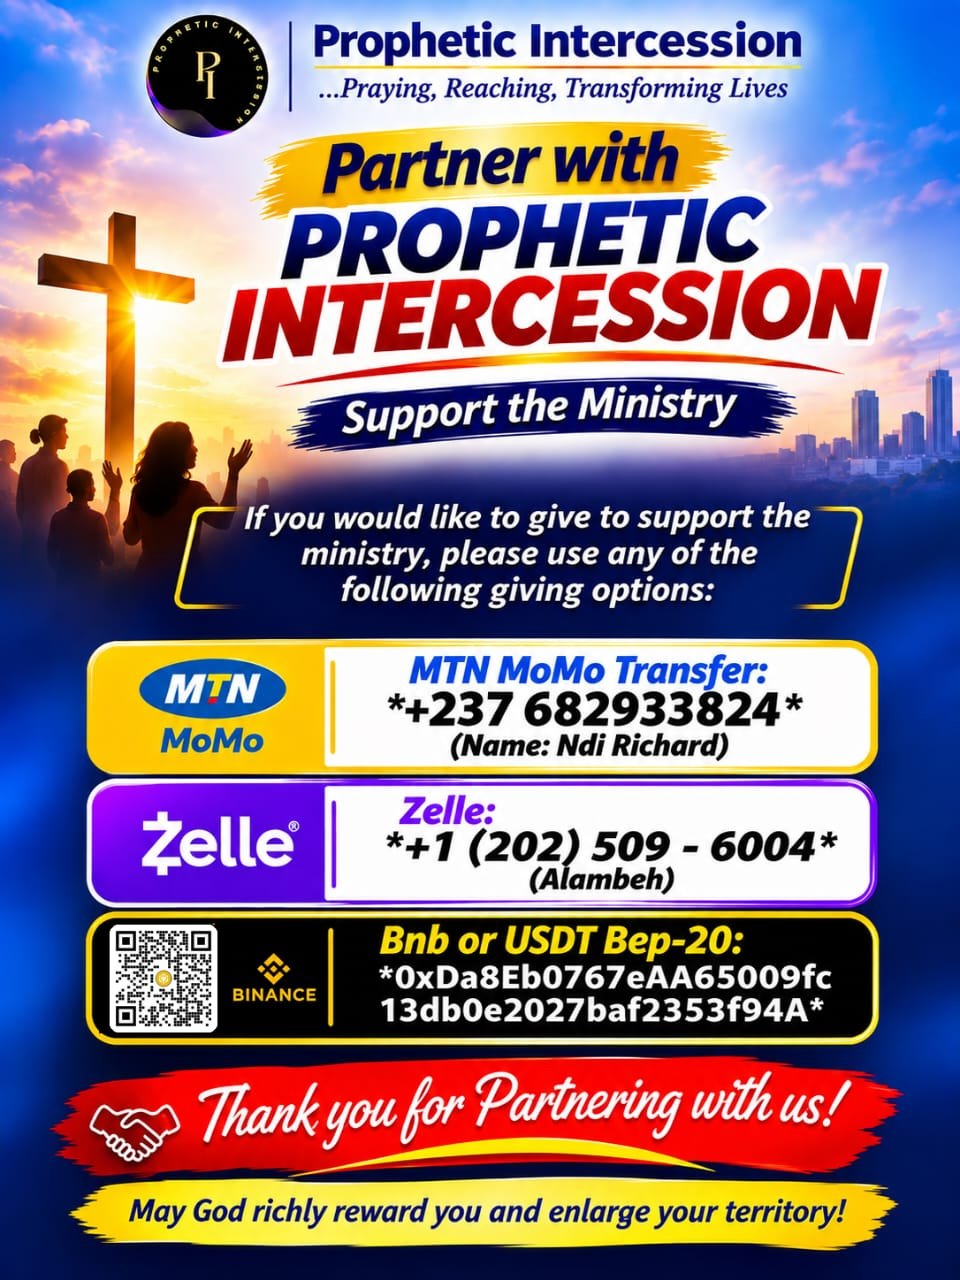 PROPHETIC INTERCESSION
PI
Prophetic Intercession
...Praying, Reaching, Transforming Lives
Partner with
PROPHETIC
INTERCESSION
Support the Ministry
If you would like to give to support the
ministry, please use any of the
following giving options:
MTN
MoMo
MTN MoMo Transfer:
*+237 682933824*
(Name: Ndi Richard)
Zelle®
Zelle:
*+1 (202) 509 - 6004*
(Alambeh)
BINANCE
Bnb or USDT Bep-20:
*0xDa8Eb0767eAA65009fc
13db0e2027baf2353f94A*
Thank you for Partnering with us!
May God richly reward you and enlarge your territory!